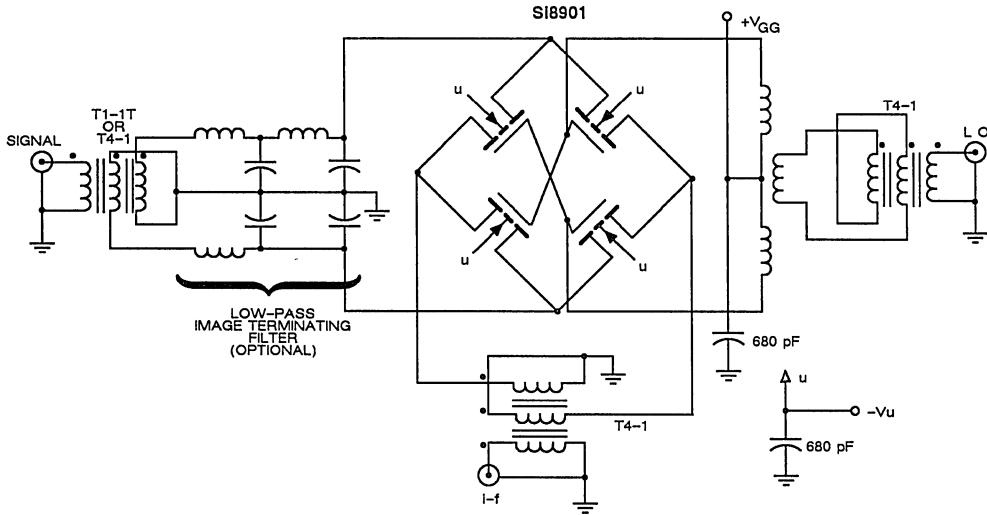 SI8901
+VGG
T1-1T
OR
T4-1
SIGNAL
u
u
T4-1
L O
u
u
LOW-PASS
IMAGE TERMINATING
FILTER
(OPTIONAL)
680 pF
T4-1
u
-Vu
680 pF
i-f